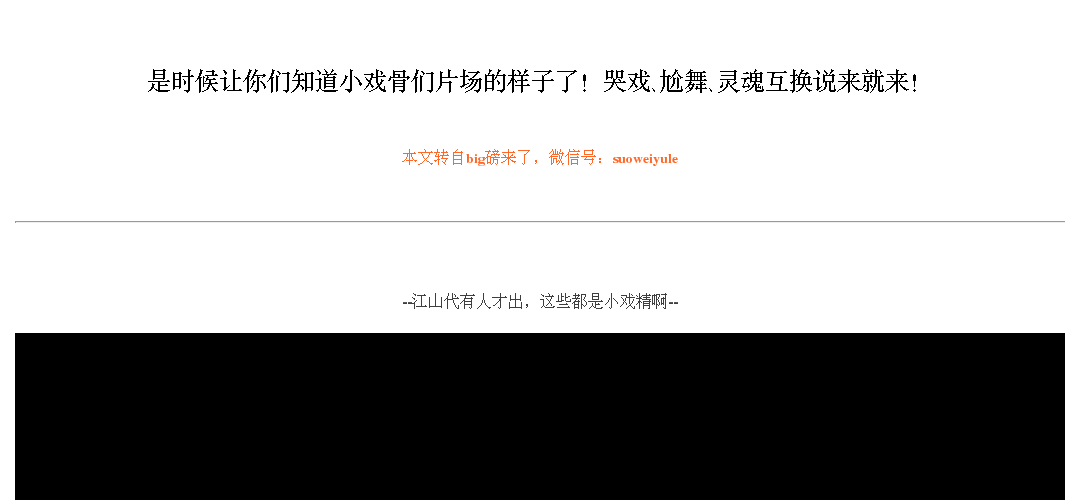 是时候让你们知道小戏骨们片场的样子了！哭戏、尬舞、灵魂互换说来就来！
本文转自big磅来了，微信号：suoweiyule
--江山代有人才出，这些都是小戏精啊--